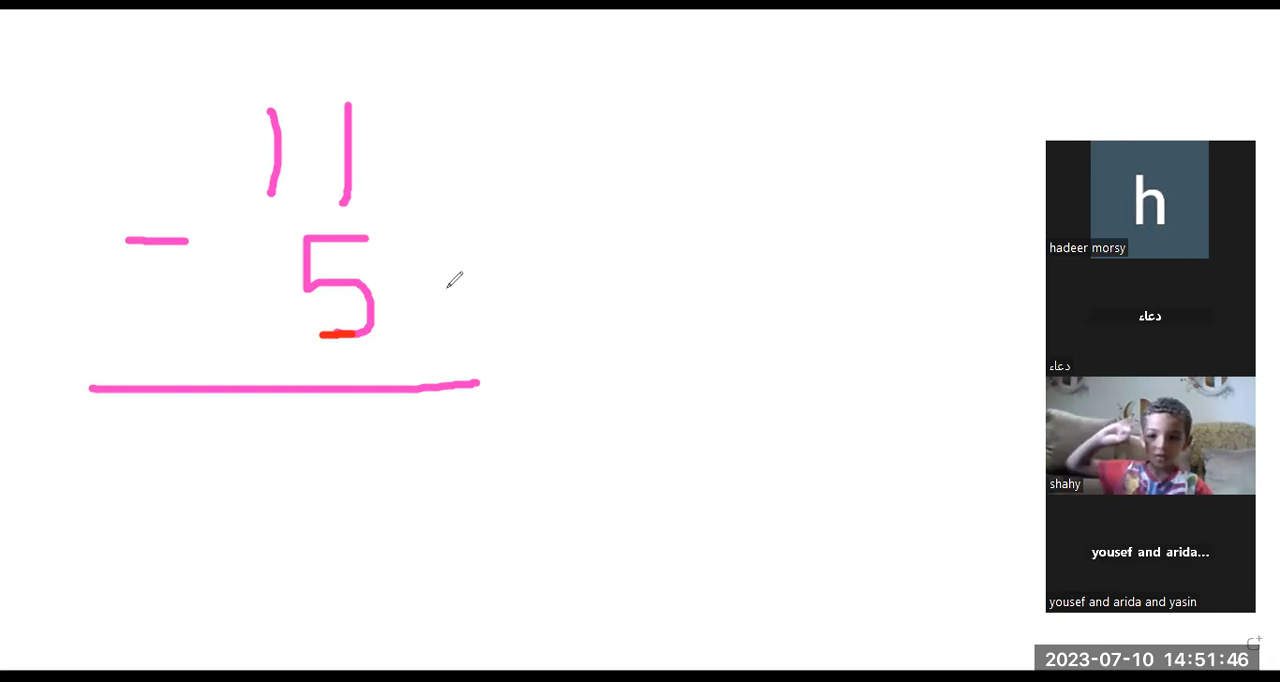 11
- 5
h
hadeer morsy
دعاء
دعاء
shahy
yousef and arida...
yousef and arida and yasin
2023-07-10 14:51:46